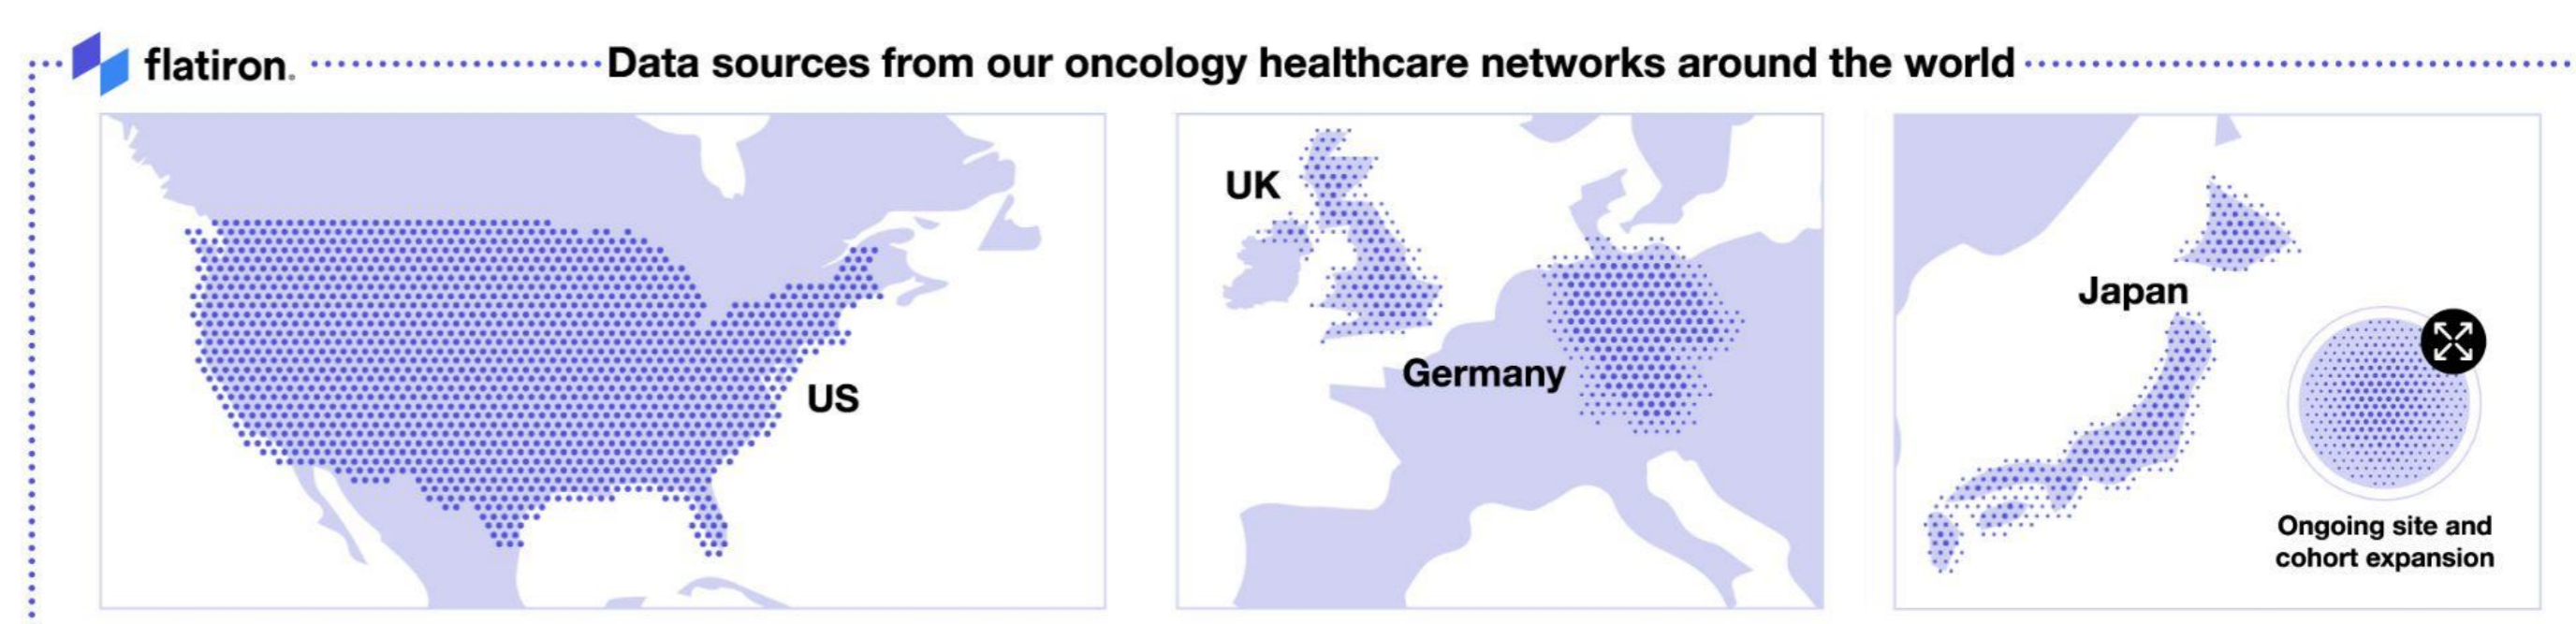 flatiron.
Data sources from our oncology healthcare networks around the world
US
UK
Germany
Japan
Ongoing site and
cohort expansion